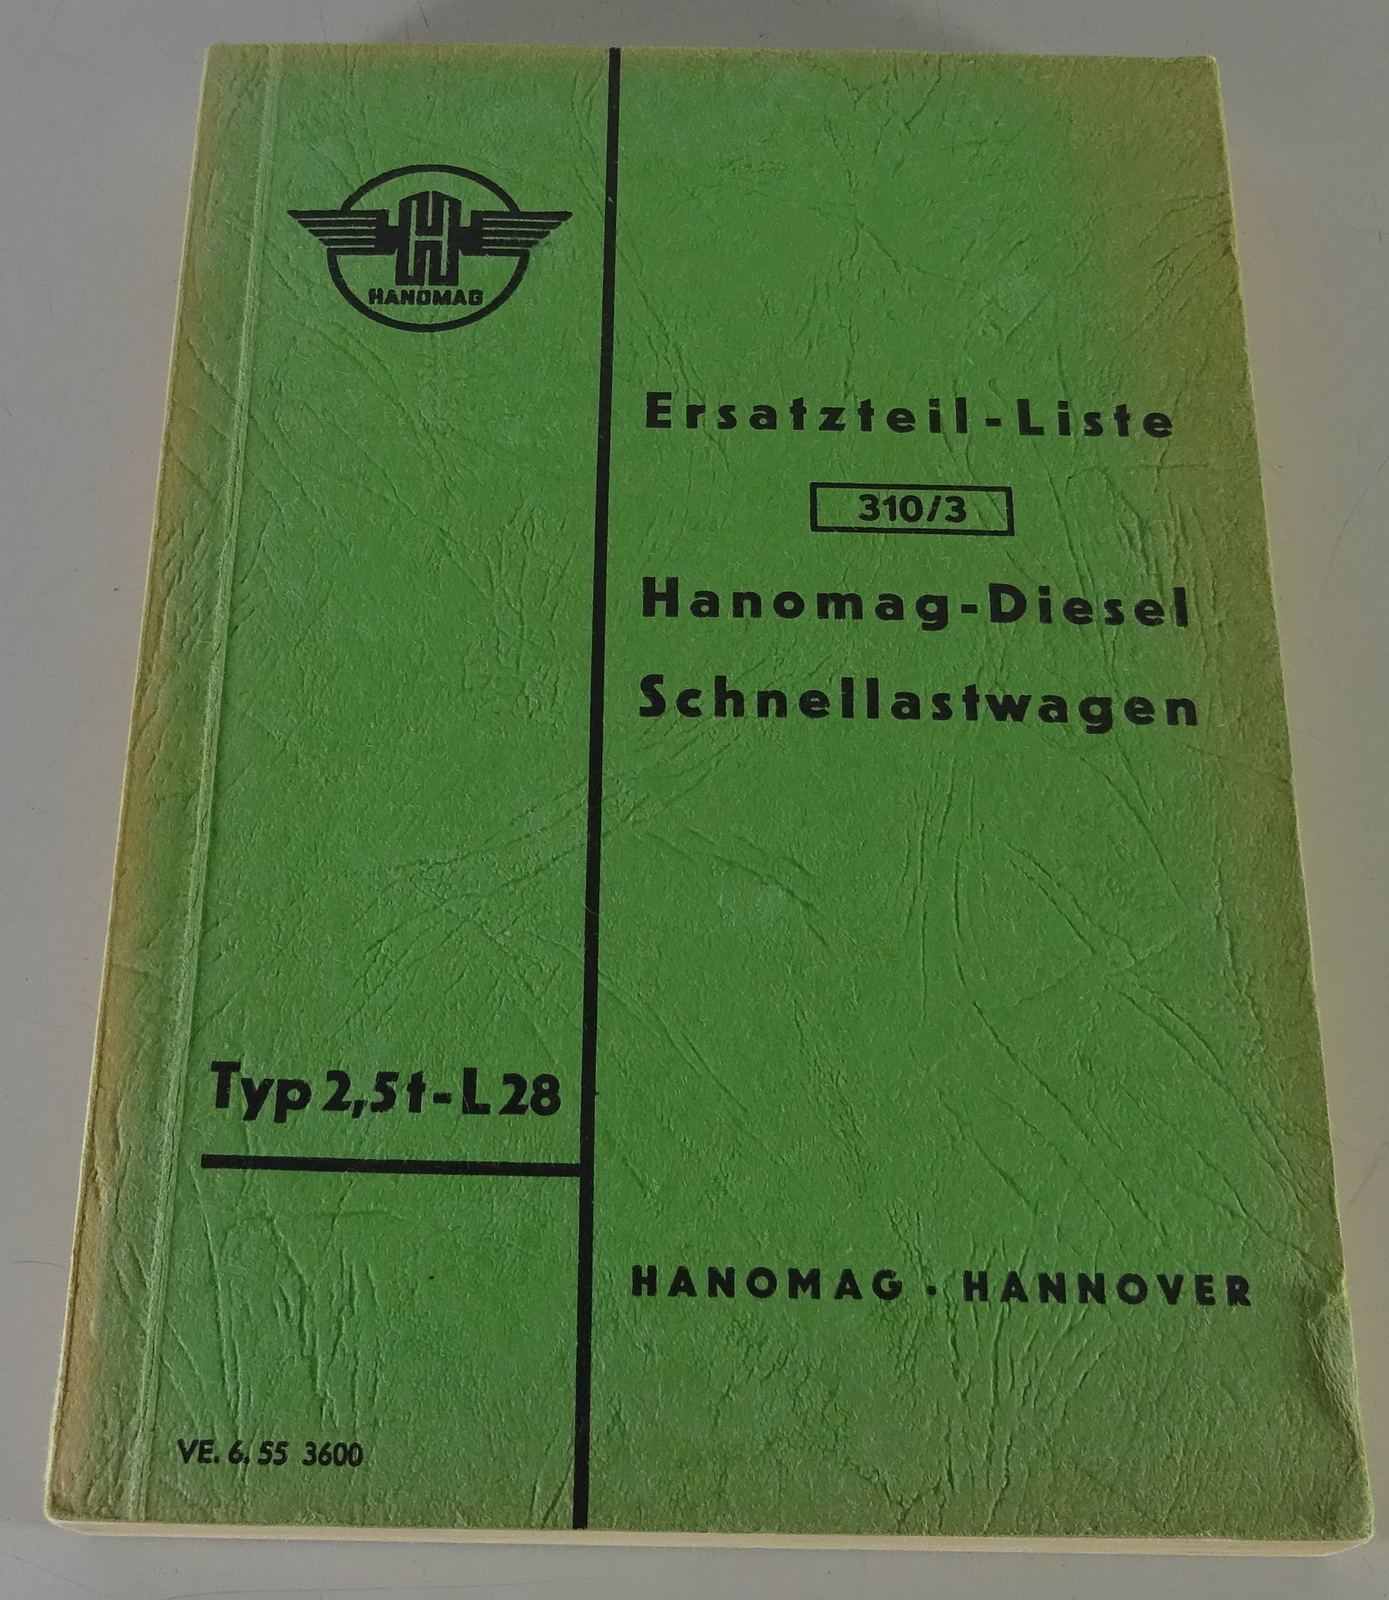 HANOMAG
Ersatzteil-Liste
310/3
Hanomag-Diesel
Schnellastwagen
Typ 2,5t-L28
HANOMAG · HANNOVER
VE. 6. 55 3600